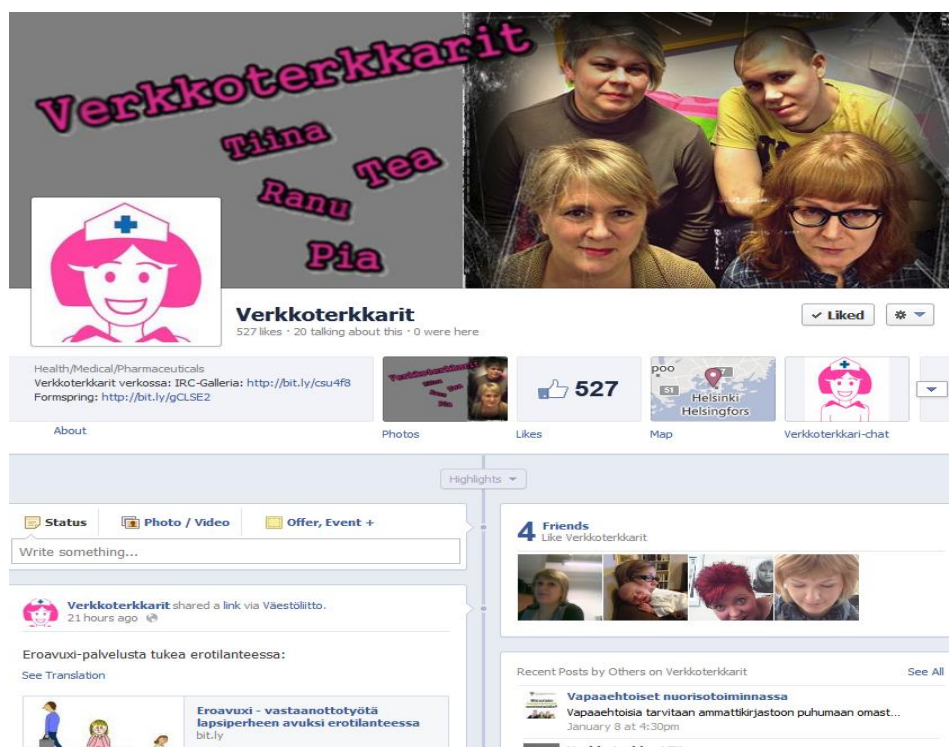 Verkkoterkkarit
Tiina
Tea
Ranu
Pia
Verkkoterkkarit
527 likes · 20 talking about this · 0 were here
Liked
Health/Medical/Pharmaceuticals
Verkkoterkkarit verkossa: IRC-Galleria: http://bit.ly/csu4f8
Formspring: http://bit.ly/gCLSE2
About
Photos
527
Likes
poo
51
7
Helsinki
Helsingfors
Map
Verkkoterkkari-chat
Highlights
Status
Photo / Video
Offer, Event +
Write something...
Verkkoterkkarit shared a link via Väestöliitto.
21 hours ago
Eroavuxi-palvelusta tukea erotilanteessa:
See Translation
Eroavuxi - vastaanottotyötä
lapsiperheen avuksi erotilanteessa
bit.ly
4 Friends
Like Verkkoterkkarit
Recent Posts by Others on Verkkoterkkarit
See All
Vapaaehtoiset nuorisotoiminnassa
Vapaaehtoisia tarvitaan ammattikirjastoon puhumaan omast...
January 8 at 4:30pm